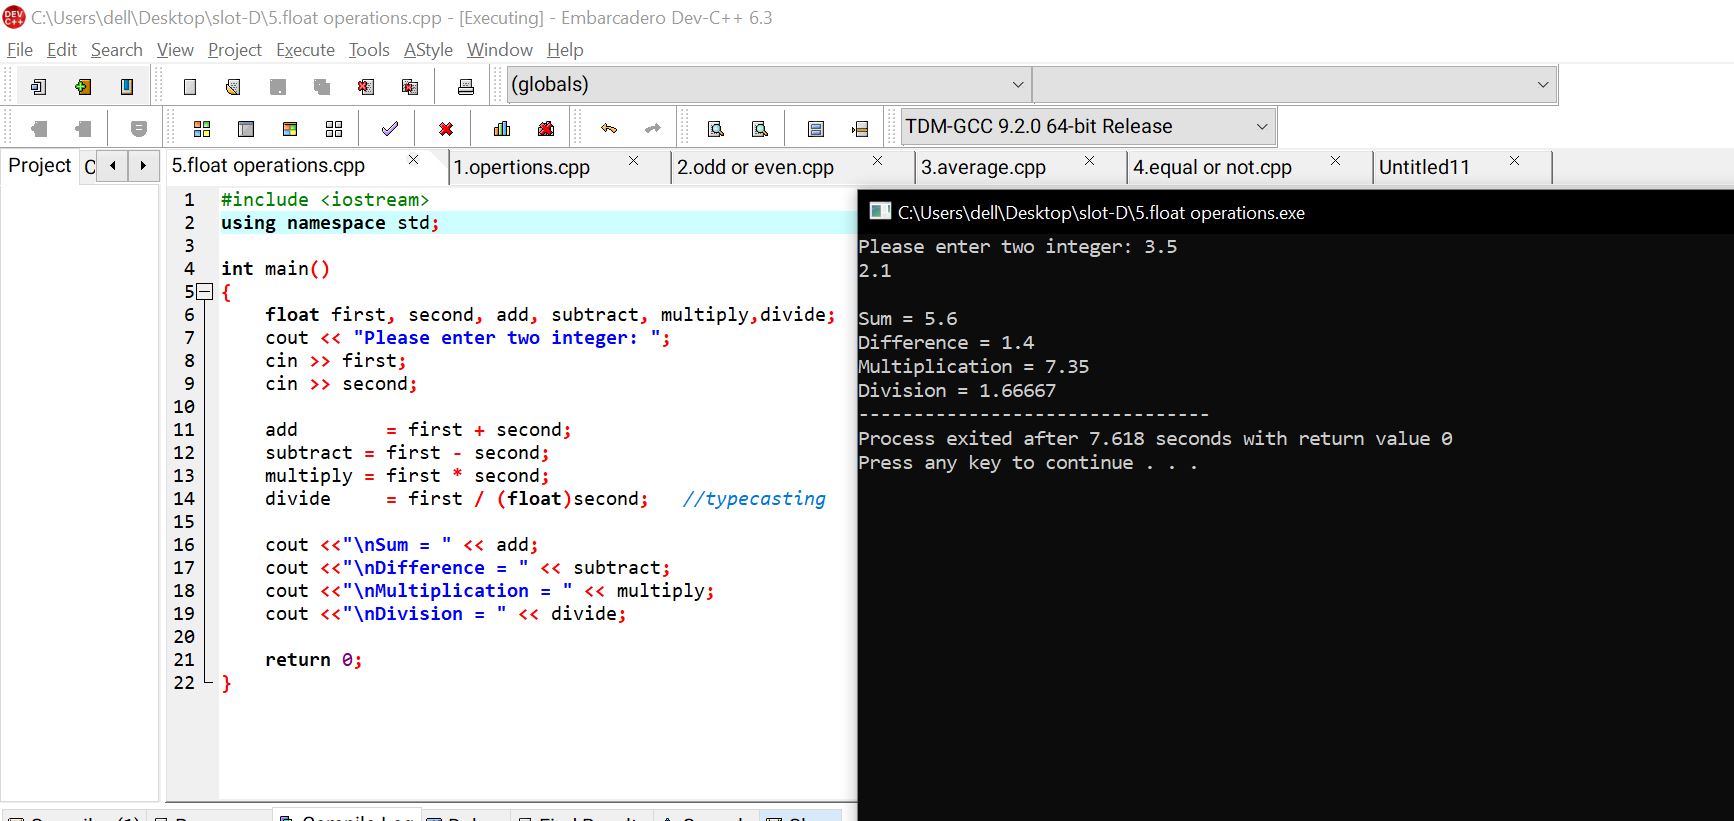 C:\Users\dell\Desktop\slot-D\5.float operations.cpp - [Executing] - Embarcadero Dev-C++ 6.3
File Edit Search View Project Execute Tools AStyle Window Help
(globals)
TDM-GCC 9.2.0 64-bit Release
Project
5.float operations.cpp 1.opertions.cpp 2.odd or even.cpp 3.average.cpp 4.equal or not.cpp Untitled11
1 #include <iostream>
2 using namespace std;
3
4 int main()
5 {
6 float first, second, add, subtract, multiply,divide;
7 cout << "Please enter two integer: ";
8 cin >> first;
9 cin >> second;
10
11 add = first + second;
12 subtract = first - second;
13 multiply = first * second;
14 divide = first / (float)second; //typecasting
15
16 cout <<"\nSum = " << add;
17 cout <<"\nDifference = " << subtract;
18 cout <<"\nMultiplication = " << multiply;
19 cout <<"\nDivision = " << divide;
20
21 return 0;
22 }
C:\Users\dell\Desktop\slot-D\5.float operations.exe
Please enter two integer: 3.5
2.1
Sum = 5.6
Difference = 1.4
Multiplication = 7.35
Division = 1.66667
--------------------------------
Process exited after 7.618 seconds with return value 0
Press any key to continue . . .